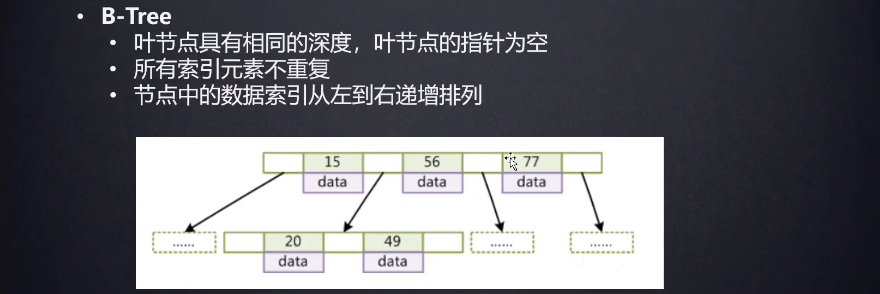 • B-Tree
• 叶节点具有相同的深度，叶节点的指针为空
• 所有索引元素不重复
• 节点中的数据索引从左到右递增排列
15 56 77
data data data
...... 20 49 ...... ......
data data